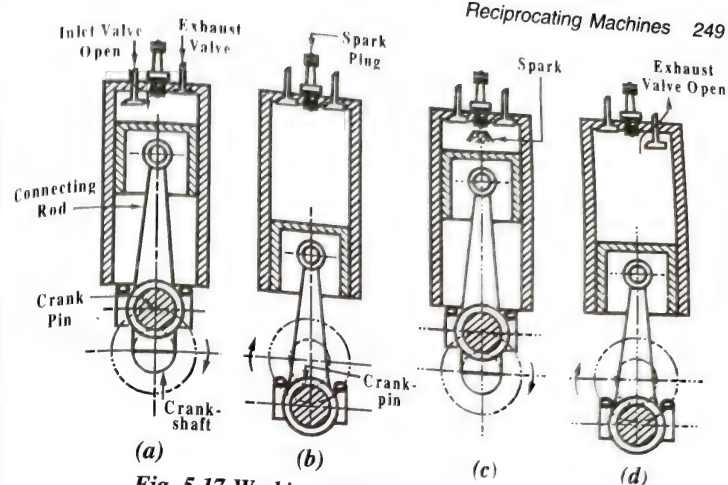 Reciprocating Machines 249
Inlet Valve
Open
Exhaust
Valve
Spark
Plug
Spark
Exhaust
Valve Open
Connecting
Rod
Crank
Pin
Crank-
shaft
Crank-
pin
(a)
(b)
(c)
(d)
Fig. 5.17